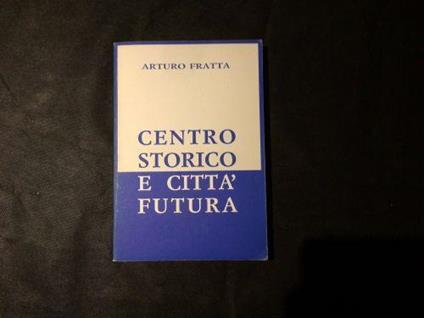 ARTURO FRATTA
CENTRO
STORICO
E CITTA'
FUTURA